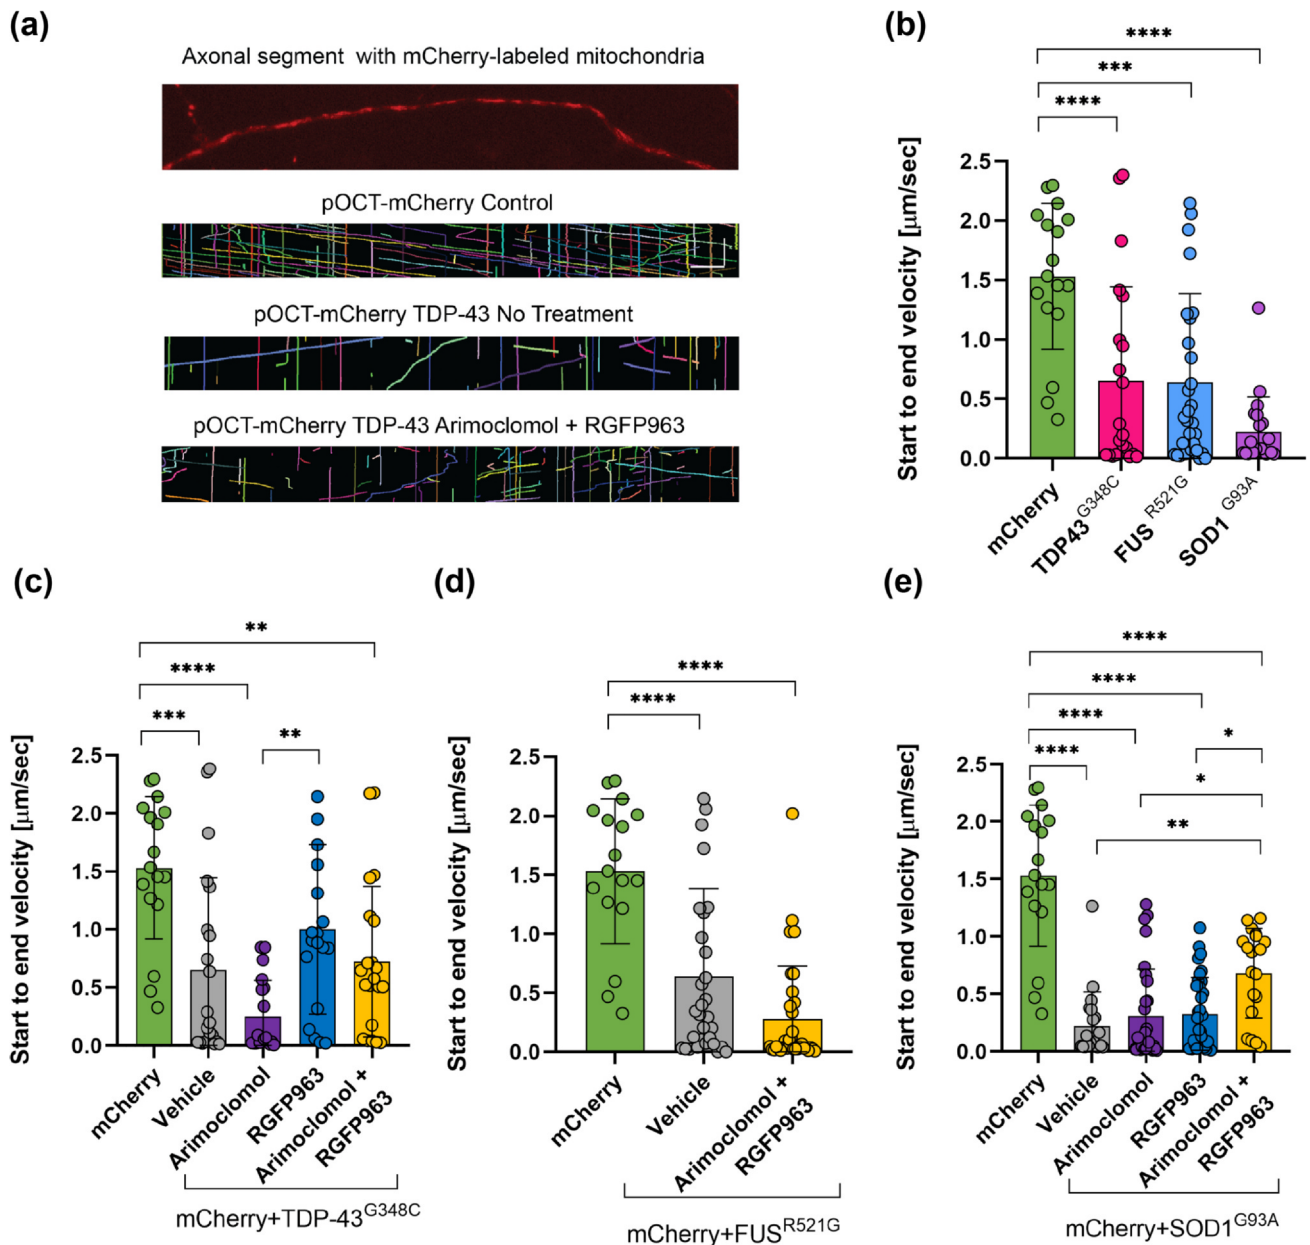 (a)
Axonal segment with mCherry-labeled mitochondria
pOCT-mCherry Control
pOCT-mCherry TDP-43 No Treatment
pOCT-mCherry TDP-43 Arimoclomol + RGFP963
(b)
****
***
****
Start to end velocity [μm/sec]
2.5
2.0
1.5
1.0
0.5
0.0
mCherry
TDP43 G348C
FUS R521G
SOD1 G93A
(c)
**
****
***
**
Start to end velocity [μm/sec]
2.5
2.0
1.5
1.0
0.5
0.0
mCherry
Vehicle
Arimoclomol
RGFP963
Arimoclomol +
RGFP963
mCherry+TDP-43G348C
(d)
****
****
Start to end velocity [μm/sec]
2.5
2.0
1.5
1.0
0.5
0.0
mCherry
Vehicle
Arimoclomol +
RGFP963
mCherry+FUSR521G
(e)
****
****
****
****
*
*
**
Start to end velocity [μm/sec]
2.5
2.0
1.5
1.0
0.5
0.0
mCherry
Vehicle
Arimoclomol
RGFP963
Arimoclomol +
RGFP963
mCherry+SOD1G93A